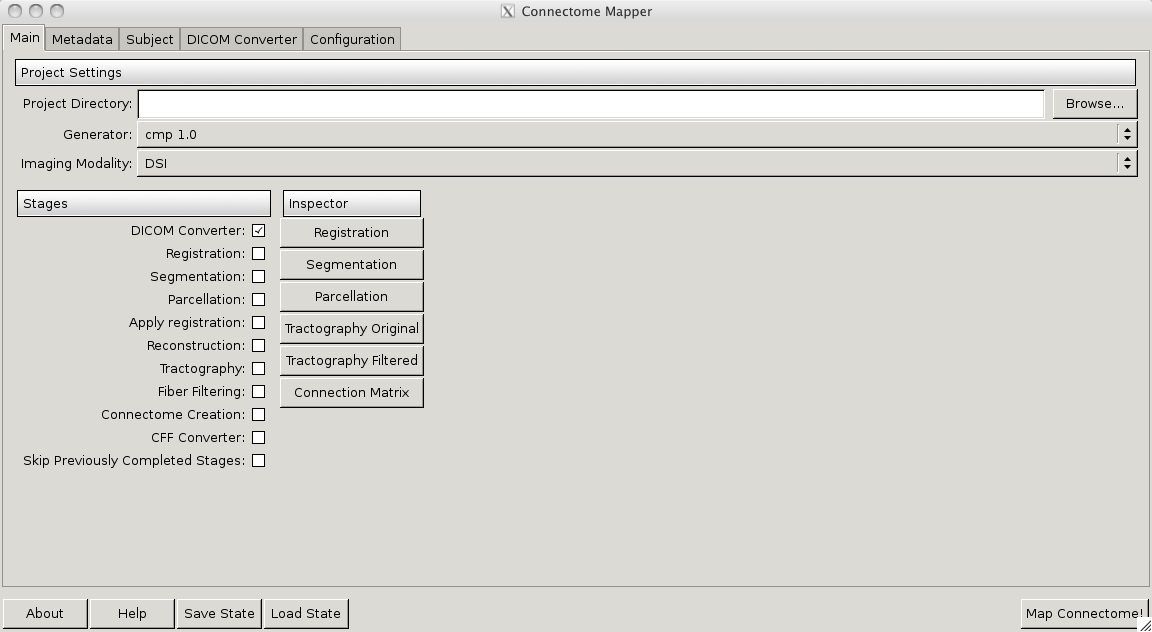 Connectome Mapper
Main Metadata Subject DICOM Converter Configuration
Project Settings
Project Directory: Browse...
Generator: cmp 1.0
Imaging Modality: DSI
Stages
DICOM Converter:
Registration:
Segmentation:
Parcellation:
Apply registration:
Reconstruction:
Tractography:
Fiber Filtering:
Connectome Creation:
CFF Converter:
Skip Previously Completed Stages:
Inspector
Registration
Segmentation
Parcellation
Tractography Original
Tractography Filtered
Connection Matrix
About Help Save State Load State Map Connectome!